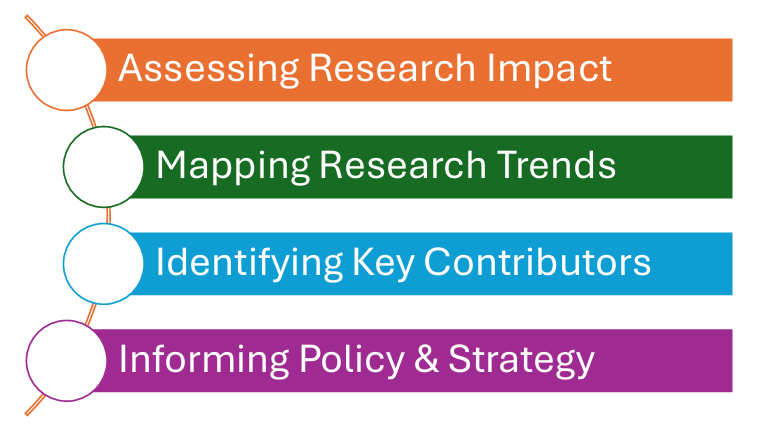 Assessing Research Impact
Mapping Research Trends
Identifying Key Contributors
Informing Policy & Strategy